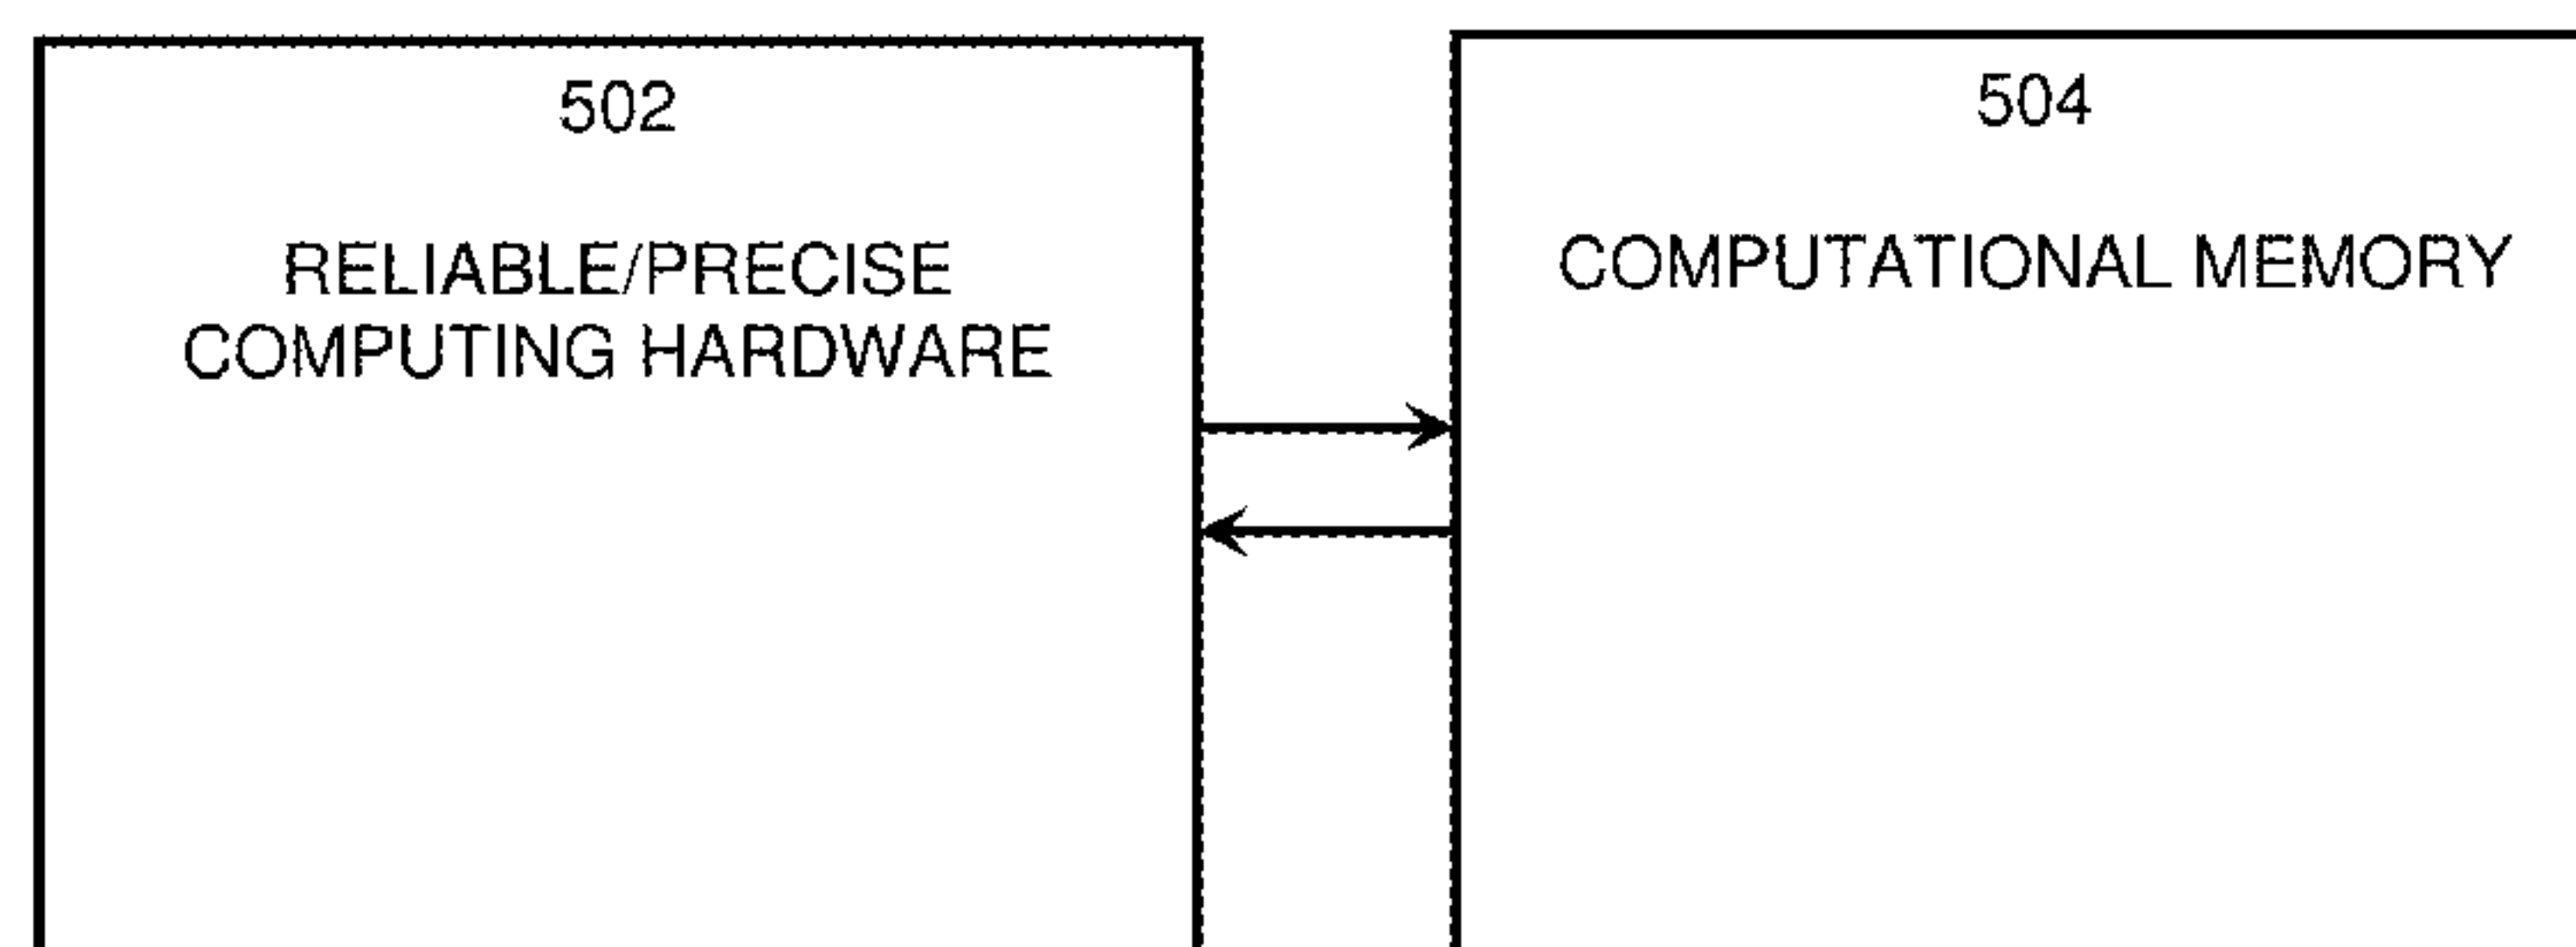 502
RELIABLE/PRECISE
COMPUTING HARDWARE
504
COMPUTATIONAL MEMORY